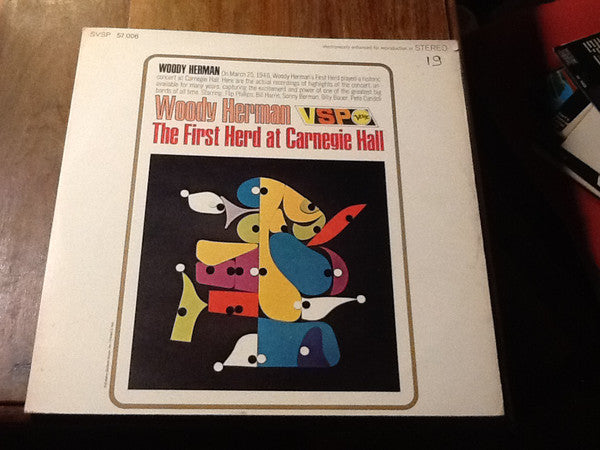 SVSP 52 006
electronically enhanced for reproduction in STEREO
19
WOODY HERMAN On March 25, 1946, Woody Herman's First Herd played a historic
concert at Carnegie Hall. Here are the actual recordings of highlights of the concert, un-
available for many years, capturing the excitement and power of one of the greatest big
bands of all time. Starring: Flip Phillips, Bill Harris, Sonny Berman, Billy Bauer, Pete Candoli
Woody Herman VSP
The First Herd at Carnegie Hall